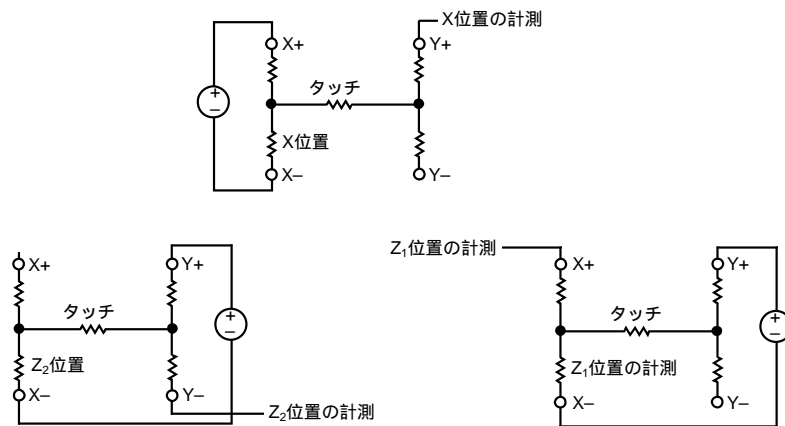 X位置の計測
X+
Y+
タッチ
+
–
X位置
X–
Y–
X+
Y+
タッチ
+
–
Z2位置
X–
Y–
Z2位置の計測
Z1位置の計測
X+
Y+
タッチ
+
–
Z1位置の計測
X–
Y–